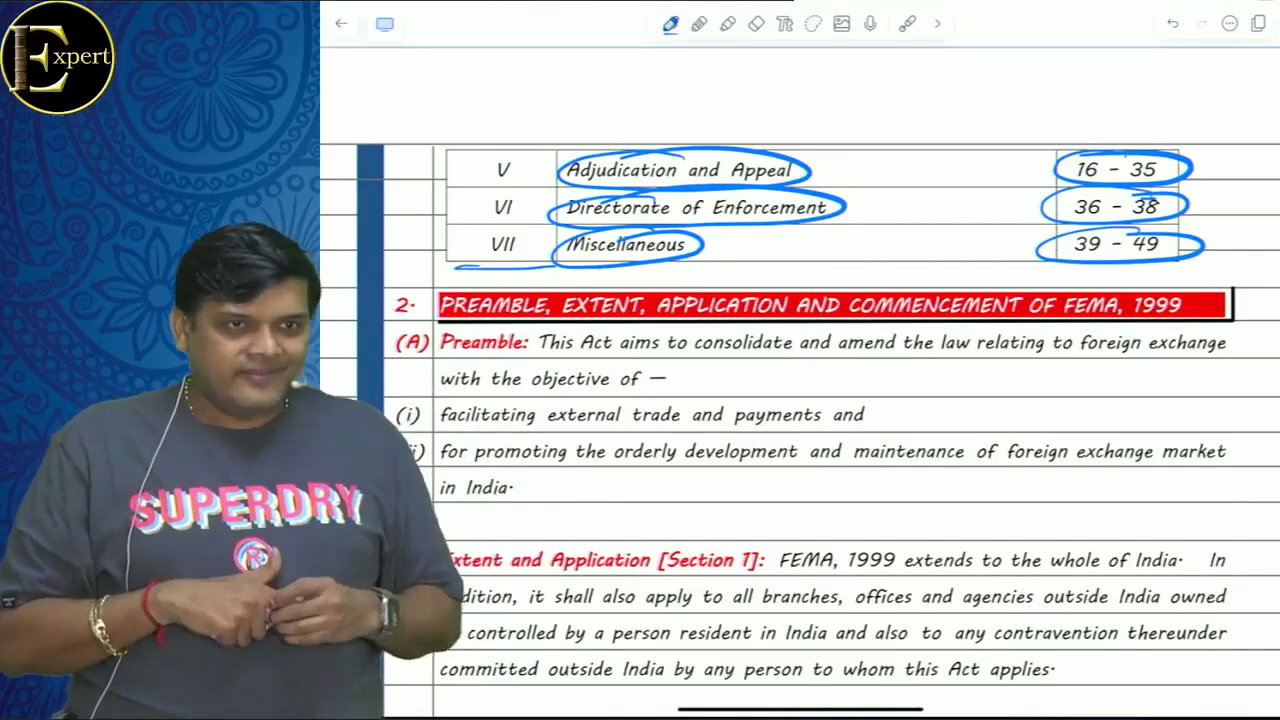 Expert
V Adjudication and Appeal 16 - 35
VI Directorate of Enforcement 36 - 38
VII Miscellaneous 39 - 49
2. PREAMBLE, EXTENT, APPLICATION AND COMMENCEMENT OF FEMA, 1999
(A) Preamble: This Act aims to consolidate and amend the law relating to foreign exchange
with the objective of —
(i) facilitating external trade and payments and
i) for promoting the orderly development and maintenance of foreign exchange market
in India.
xtent and Application [Section 1]: FEMA, 1999 extends to the whole of India. In
dition, it shall also apply to all branches, offices and agencies outside India owned
controlled by a person resident in India and also to any contravention thereunder
committed outside India by any person to whom this Act applies.
SUPERDRY